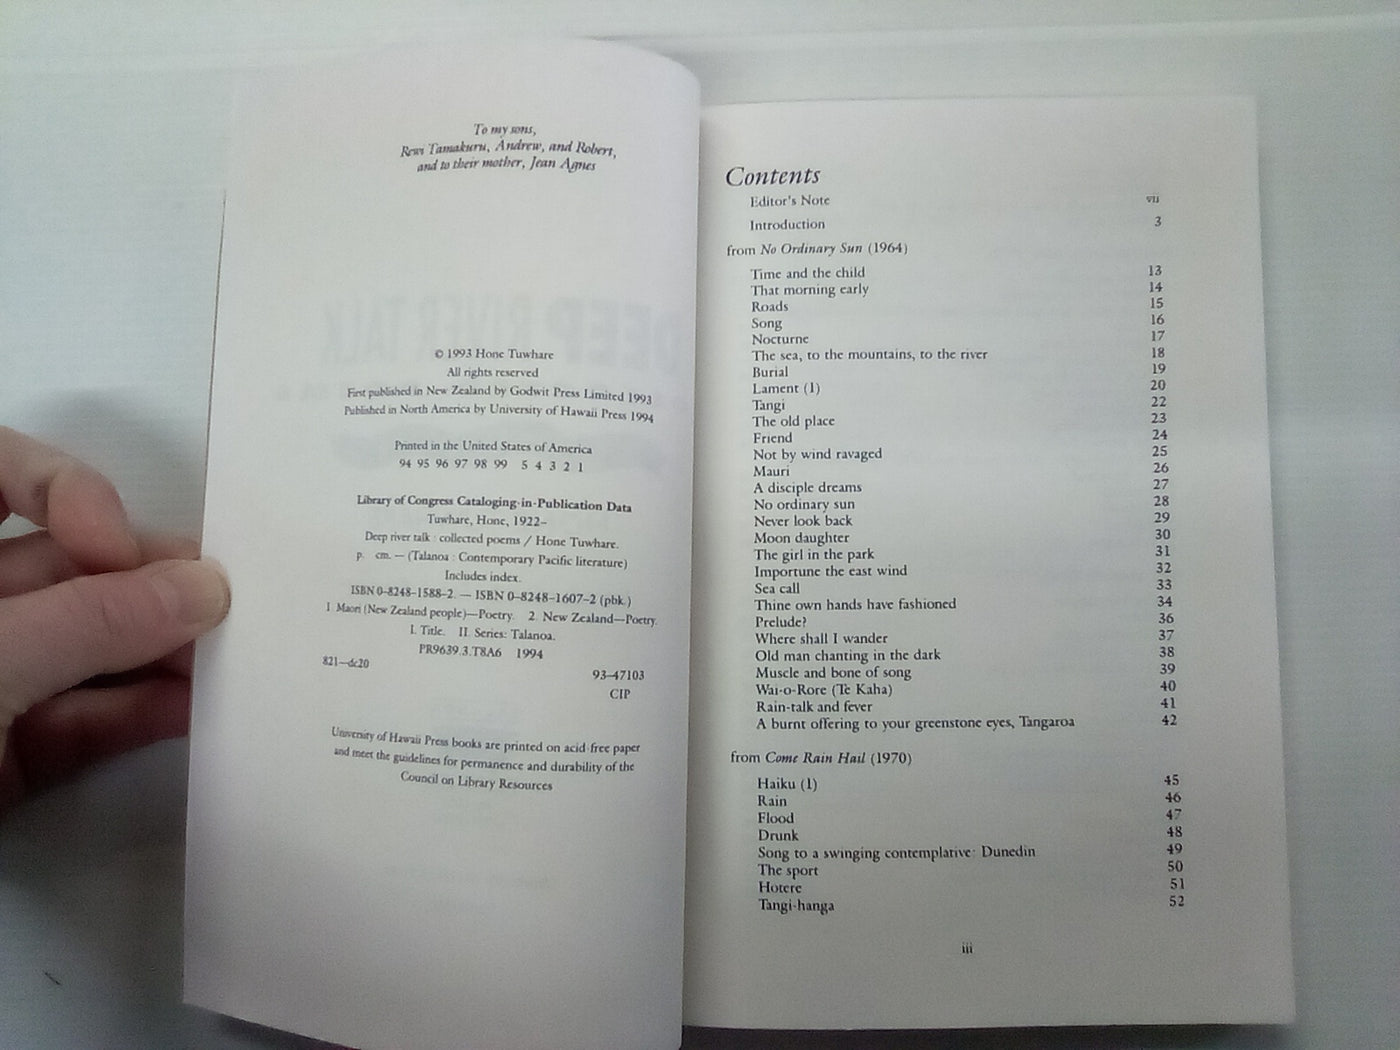 To my sons,
Rewi Tamakuru, Andrew, and Robert,
and to their mother, Jean Agnes
DEEP RIVER TALK
© 1993 Hone Tuwhare
All rights reserved
First published in New Zealand by Godwit Press Limited 1993
Published in North America by University of Hawaii Press 1994
Printed in the United States of America
94 95 96 97 98 99 5 4 3 2 1
Library of Congress Cataloging-in-Publication Data
Tuwhare, Hone, 1922–
Deep river talk : collected poems / Hone Tuwhare.
p. cm. — (Talanoa : Contemporary Pacific literature)
Includes index.
ISBN 0–8248–1588–2. — ISBN 0–8248–1607–2 (pbk.)
1. Maori (New Zealand people)—Poetry. 2. New Zealand—Poetry.
I. Title. II. Series: Talanoa.
PR9639.3.T8A6 1994
821—dc20
93–47103
CIP
University of Hawaii Press books are printed on acid-free paper
and meet the guidelines for permanence and durability of the
Council on Library Resources
Contents
Editor's Note vii
Introduction 3
from No Ordinary Sun (1964)
Time and the child 13
That morning early 14
Roads 15
Song 16
Nocturne 17
The sea, to the mountains, to the river 18
Burial 19
Lament (1) 20
Tangi 22
The old place 23
Friend 24
Not by wind ravaged 25
Mauri 26
A disciple dreams 27
No ordinary sun 28
Never look back 29
Moon daughter 30
The girl in the park 31
Importune the east wind 32
Sea call 33
Thine own hands have fashioned 34
Prelude? 36
Where shall I wander 37
Old man chanting in the dark 38
Muscle and bone of song 39
Wai-o-Rore (Te Kaha) 40
Rain-talk and fever 41
A burnt offering to your greenstone eyes, Tangaroa 42
from Come Rain Hail (1970)
Haiku (1) 45
Rain 46
Flood 47
Drunk 48
Song to a swinging contemplative: Dunedin 49
The sport 50
Hotere 51
Tangi-hanga 52
iii